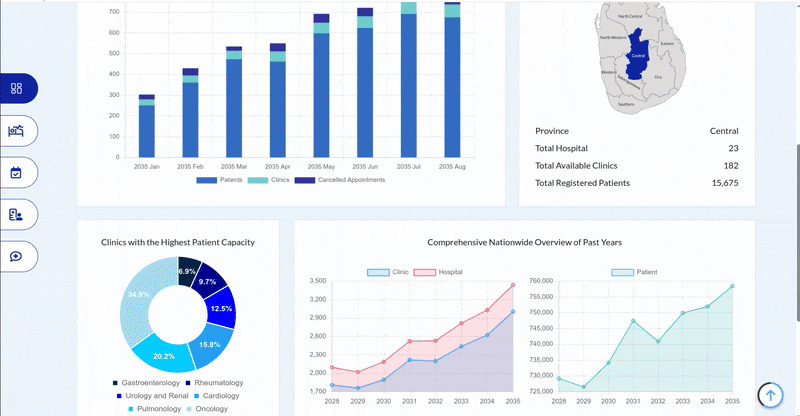 700
600
500
400
300
200
100
0
2035 Jan 2035 Feb 2035 Mar 2035 Apr 2035 May 2035 Jun 2035 Jul 2035 Aug
Patients Clinics Cancelled Appointments
North-Central
North-Western
Eastern
Central
Western
Uva
Sabaragamuwa
Southern
Province Central
Total Hospital 23
Total Available Clinics 182
Total Registered Patients 15,675
Clinics with the Highest Patient Capacity
6.9%
9.7%
12.5%
15.8%
20.2%
34.9%
Gastroenterology Rheumatology
Urology and Renal Cardiology
Pulmonology Oncology
Comprehensive Nationwide Overview of Past Years
Clinic Hospital
3,500
3,200
2,900
2,600
2,300
2,000
1,700
2028 2029 2030 2031 2032 2033 2034 2035
Patient
760,000
755,000
750,000
745,000
740,000
735,000
730,000
725,000
2028 2029 2030 2031 2032 2033 2034 2035